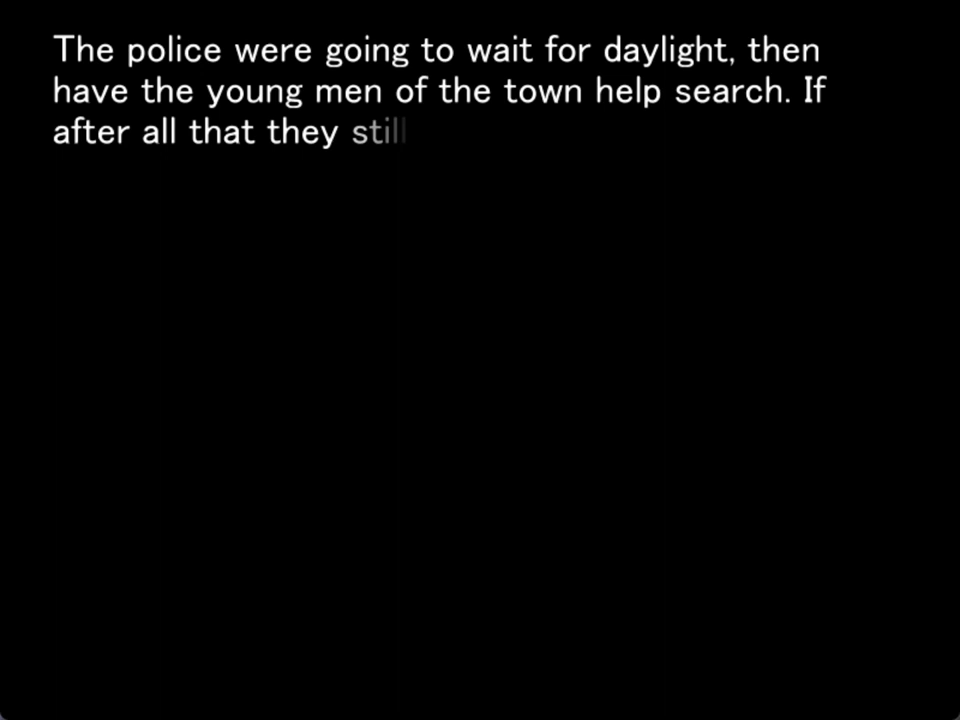 The police were going to wait for daylight, then
have the young men of the town help search. If
after all that they still